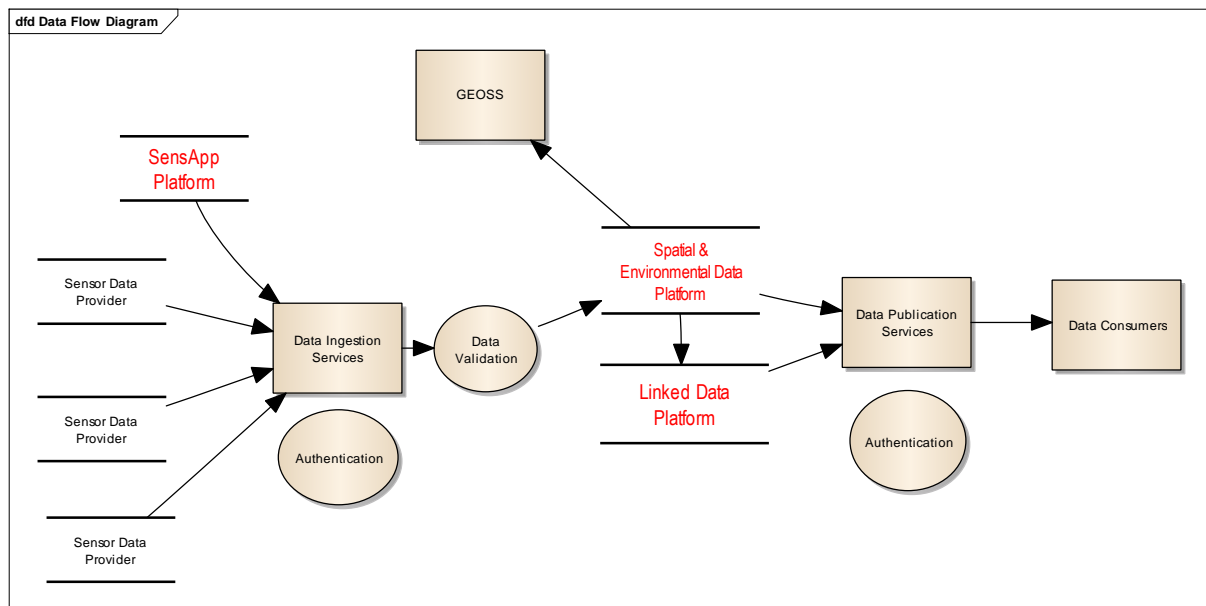 dfd Data Flow Diagram
GEOSS
SensApp
Platform
Sensor Data
Provider
Data Ingestion
Services
Data
Validation
Spatial &
Environmental Data
Platform
Data Publication
Services
Data Consumers
Linked Data
Platform
Sensor Data
Provider
Authentication
Authentication
Sensor Data
Provider